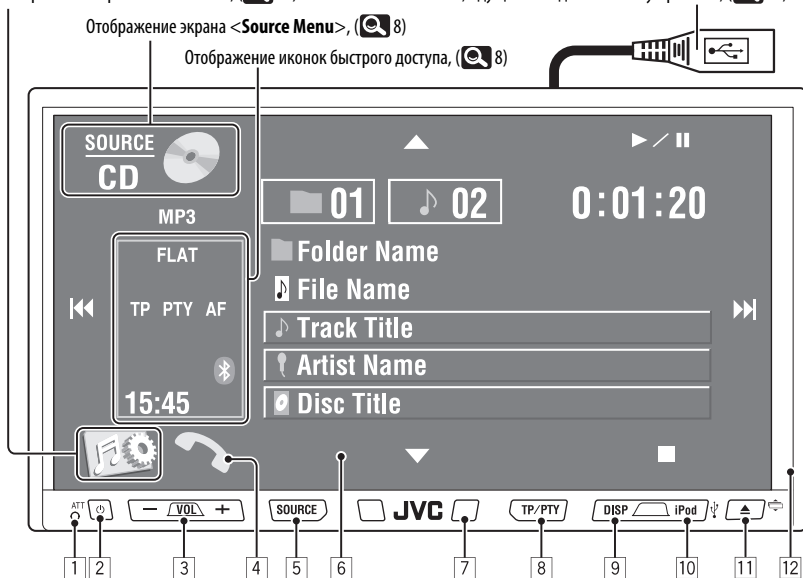 Отображение экрана <Source Menu>, ( 8)
Отображение иконок быстрого доступа, ( 8)
SOURCE
CD
MP3
01
02
0:01:20
FLAT
TP PTY AF
15:45
Folder Name
File Name
Track Title
Artist Name
Disc Title
ATT
− VOL +
SOURCE
JVC
TP/PTY
DISP
iPod
1 2 3 4 5 6 7 8 9 10 11 12